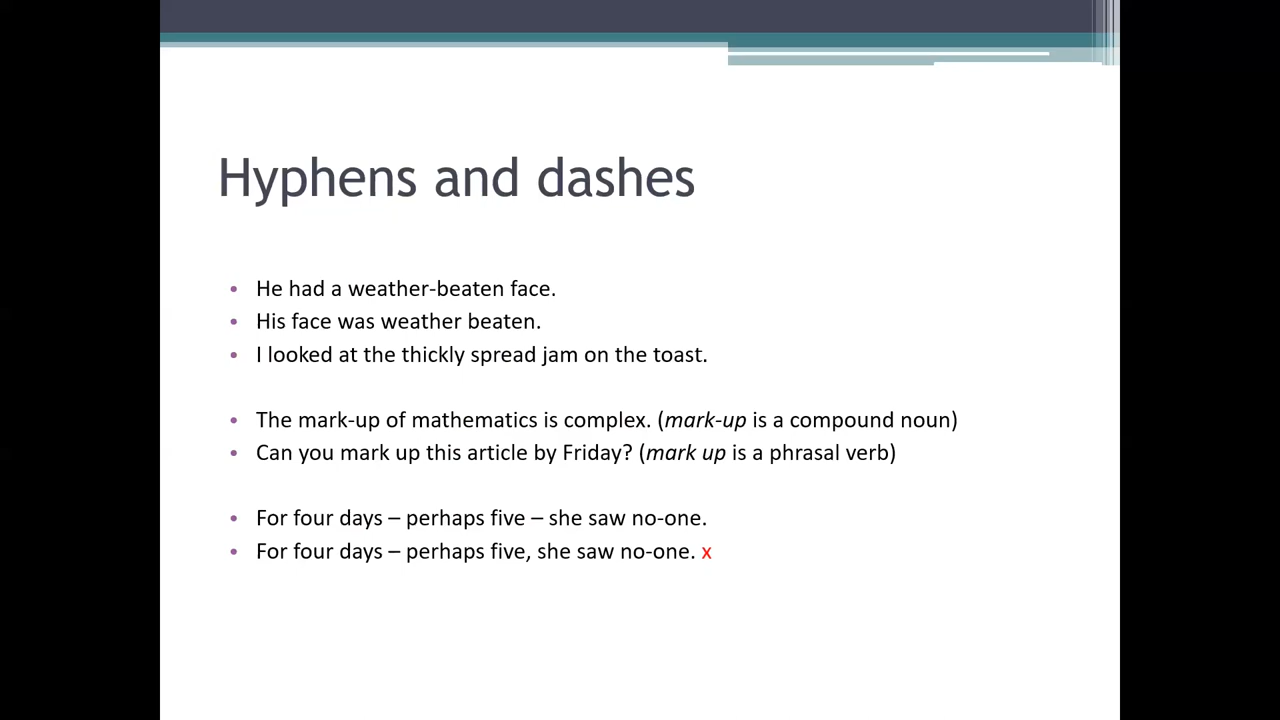 Hyphens and dashes
• He had a weather-beaten face.
• His face was weather beaten.
• I looked at the thickly spread jam on the toast.
• The mark-up of mathematics is complex. (mark-up is a compound noun)
• Can you mark up this article by Friday? (mark up is a phrasal verb)
• For four days – perhaps five – she saw no-one.
• For four days – perhaps five, she saw no-one. x